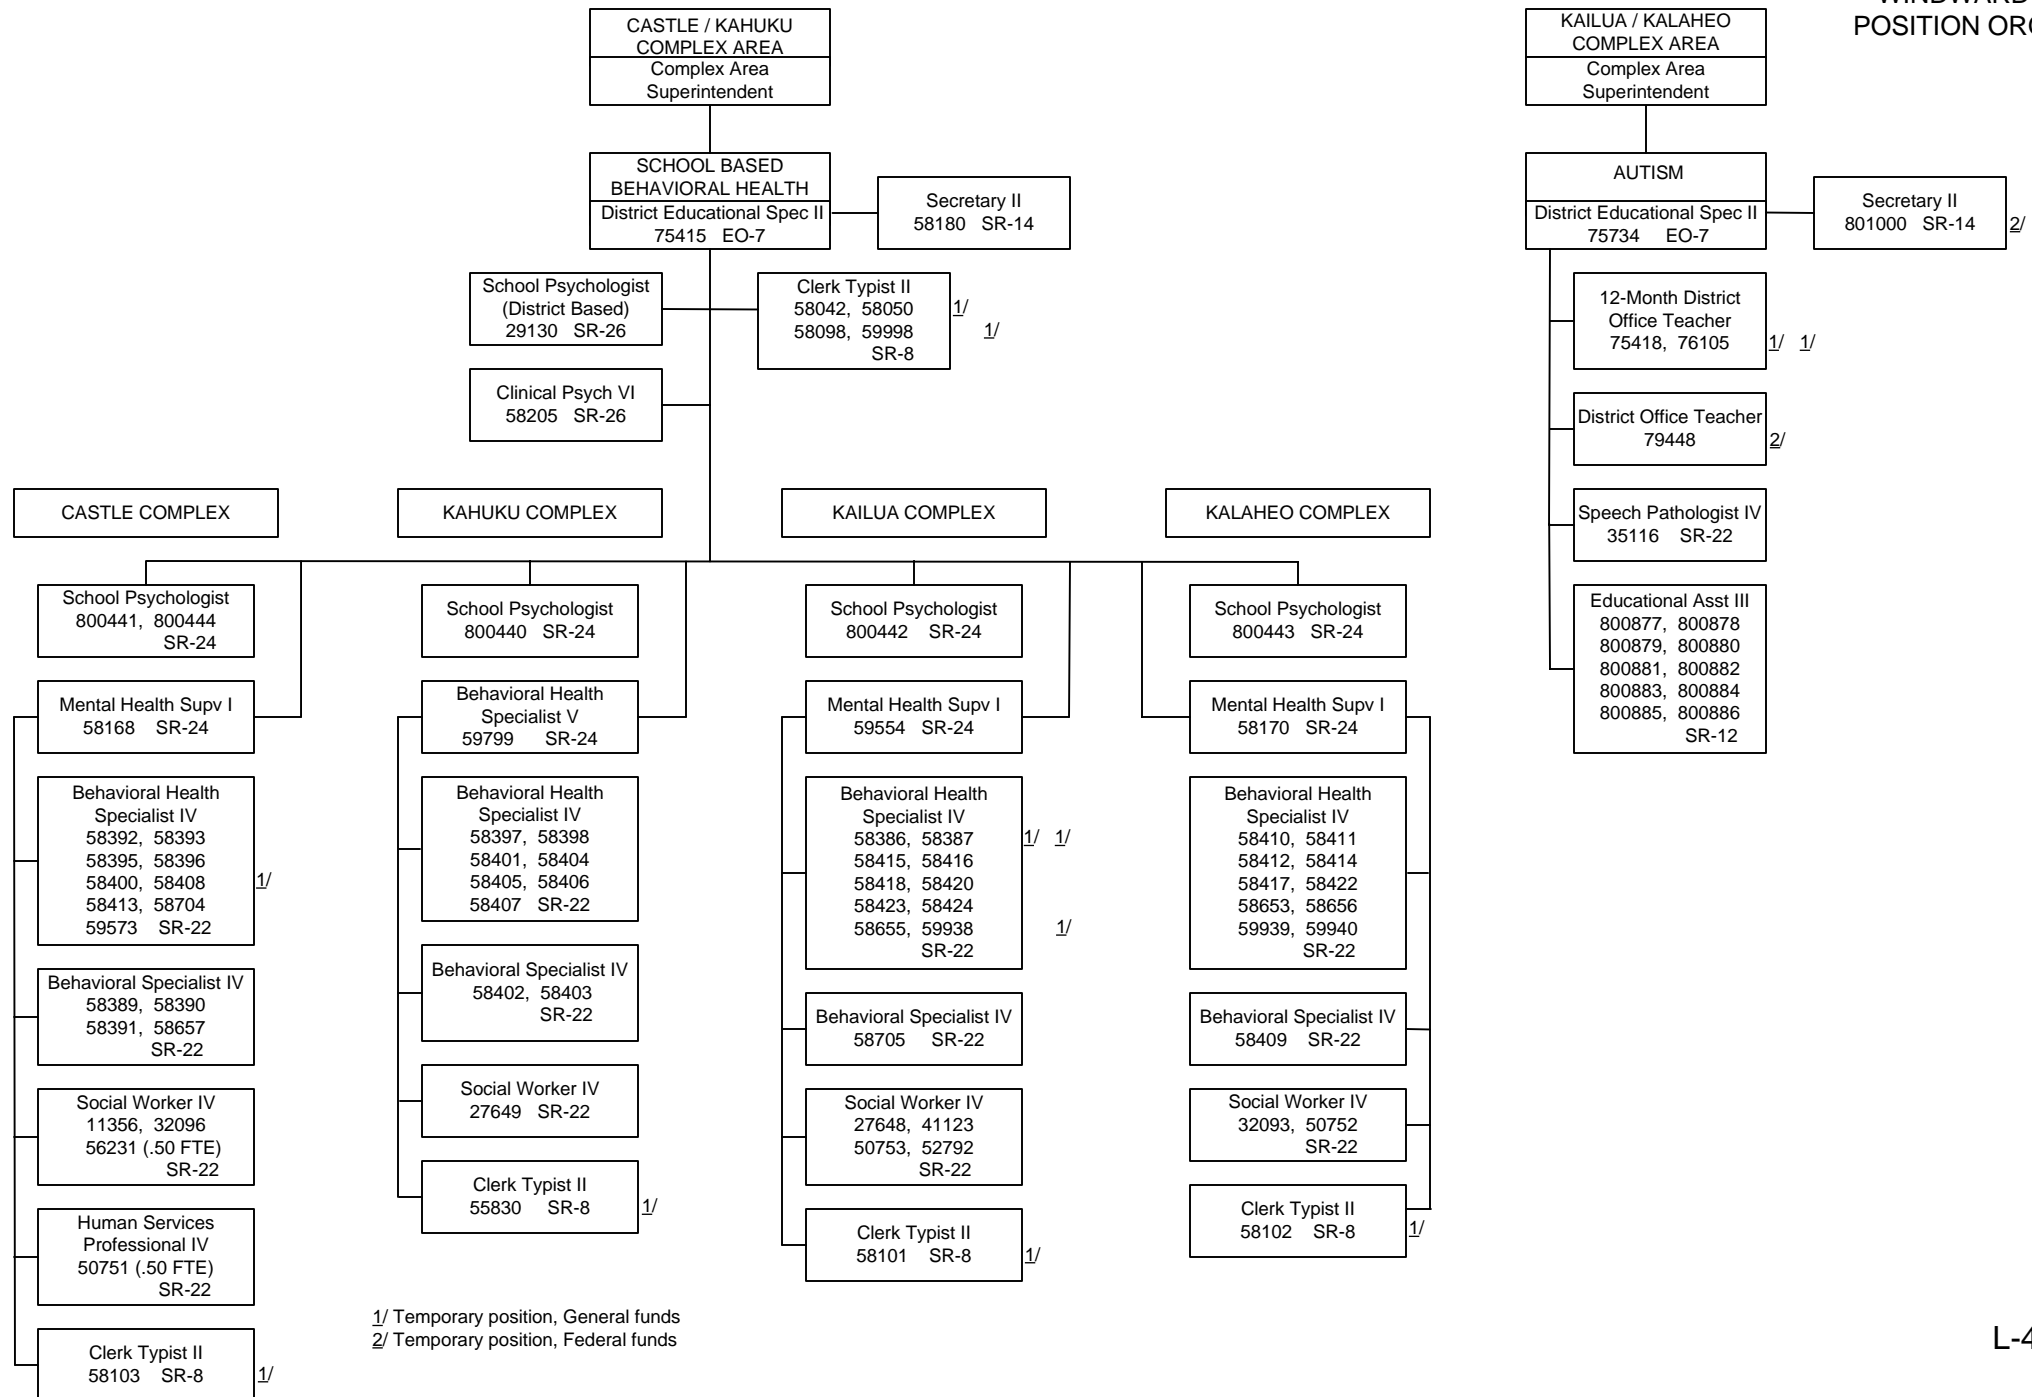 CASTLE / KAHUKU
COMPLEX AREA
Complex Area
Superintendent
KAILUA / KALAHEO
COMPLEX AREA
Complex Area
Superintendent
POSITION
SCHOOL BASED
BEHAVIORAL HEALTH
District Educational Spec II
75415 EO-7
Secretary II
58180 SR-14
AUTISM
District Educational Spec II
75734 EO-7
Secretary II
801000 SR-14 2/
School Psychologist
(District Based)
29130 SR-26
Clerk Typist II
58042, 58050 1/
58098, 59998 1/
SR-8
Clinical Psych VI
58205 SR-26
12-Month District
Office Teacher
75418, 76105 1/ 1/
District Office Teacher
79448 2/
Speech Pathologist IV
35116 SR-22
Educational Asst III
800877, 800878
800879, 800880
800881, 800882
800883, 800884
800885, 800886
SR-12
CASTLE COMPLEX
School Psychologist
800441, 800444
SR-24
Mental Health Supv I
58168 SR-24
Behavioral Health
Specialist IV
58392, 58393
58395, 58396
58400, 58408 1/
58413, 58704
59573 SR-22
Behavioral Specialist IV
58389, 58390
58391, 58657
SR-22
Social Worker IV
11356, 32096
56231 (.50 FTE)
SR-22
Human Services
Professional IV
50751 (.50 FTE)
SR-22
Clerk Typist II
58103 SR-8 1/
KAHUKU COMPLEX
School Psychologist
800440 SR-24
Behavioral Health
Specialist V
59799 SR-24
Behavioral Health
Specialist IV
58397, 58398
58401, 58404
58405, 58406
58407 SR-22
Behavioral Specialist IV
58402, 58403
SR-22
Social Worker IV
27649 SR-22
Clerk Typist II
55830 SR-8 1/
KAILUA COMPLEX
School Psychologist
800442 SR-24
Mental Health Supv I
59554 SR-24
Behavioral Health
Specialist IV
58386, 58387 1/ 1/
58415, 58416
58418, 58420
58423, 58424
58655, 59938 1/
SR-22
Behavioral Specialist IV
58705 SR-22
Social Worker IV
27648, 41123
50753, 52792
SR-22
Clerk Typist II
58101 SR-8 1/
KALAHEO COMPLEX
School Psychologist
800443 SR-24
Mental Health Supv I
58170 SR-24
Behavioral Health
Specialist IV
58410, 58411
58412, 58414
58417, 58422
58653, 58656
59939, 59940
SR-22
Behavioral Specialist IV
58409 SR-22
Social Worker IV
32093, 50752
SR-22
Clerk Typist II
58102 SR-8 1/
1/ Temporary position, General funds
2/ Temporary position, Federal funds
L-4